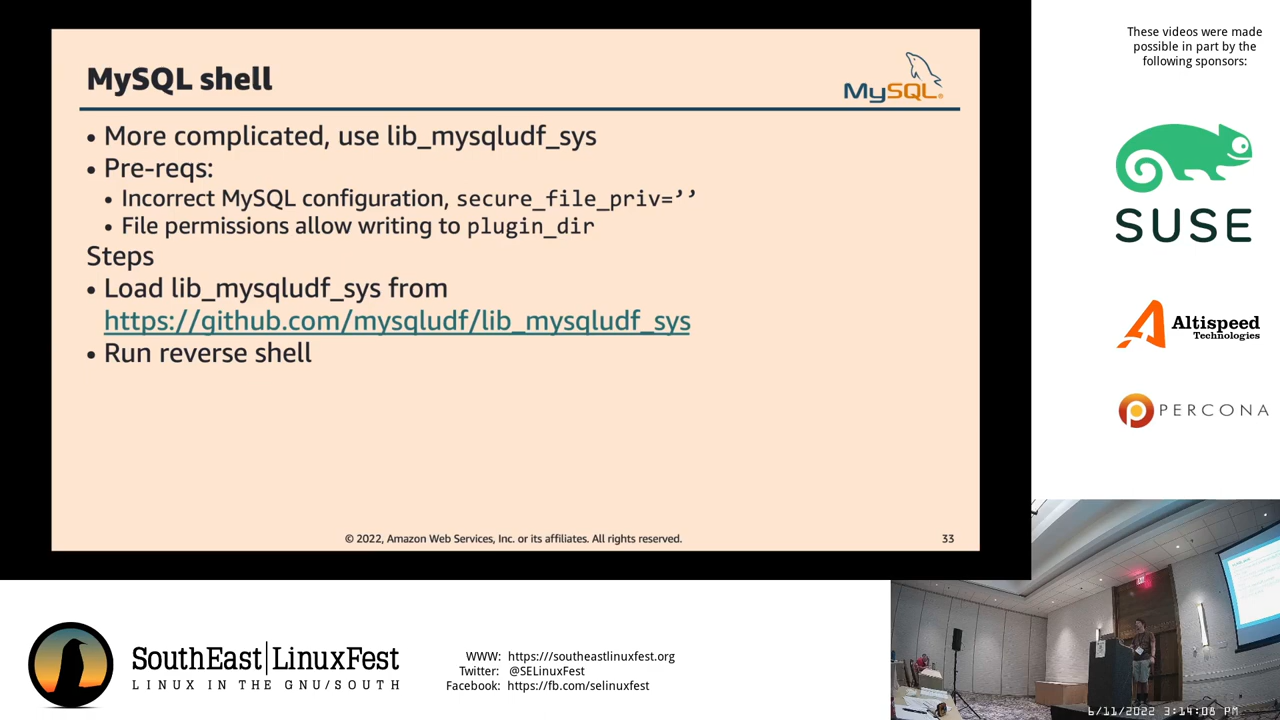 MySQL shell
MySQL®
• More complicated, use lib_mysqludf_sys
• Pre-reqs:
• Incorrect MySQL configuration, secure_file_priv=’’
• File permissions allow writing to plugin_dir
Steps
• Load lib_mysqludf_sys from
https://github.com/mysqludf/lib_mysqludf_sys
• Run reverse shell
© 2022, Amazon Web Services, Inc. or its affiliates. All rights reserved.
33
These videos were made
possible in part by the
following sponsors:
SUSE
Altispeed
Technologies
PERCONA
SouthEast|LinuxFest
LINUX IN THE GNU/SOUTH
WWW: https:///southeastlinuxfest.org
Twitter: @SELinuxFest
Facebook: https://fb.com/selinuxfest
6/11/2022 3:14:08 PM